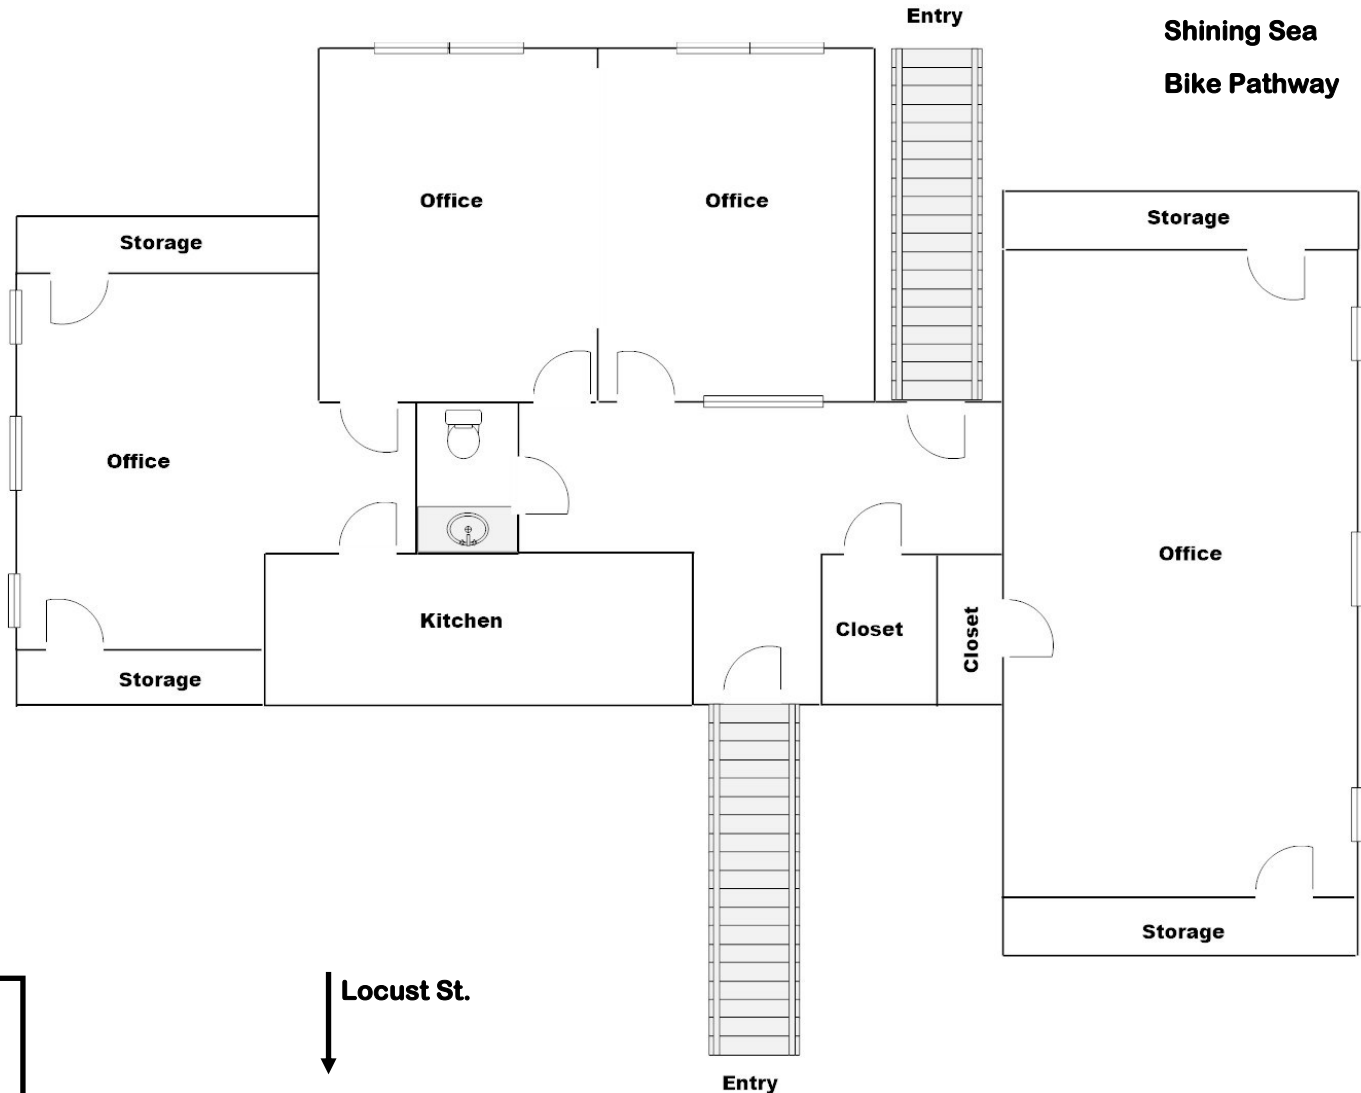 Entry
Shining Sea
Bike Pathway
Office
Office
Storage
Storage
Office
Office
Kitchen
Closet
Closet
Storage
Storage
Locust St.
Entry